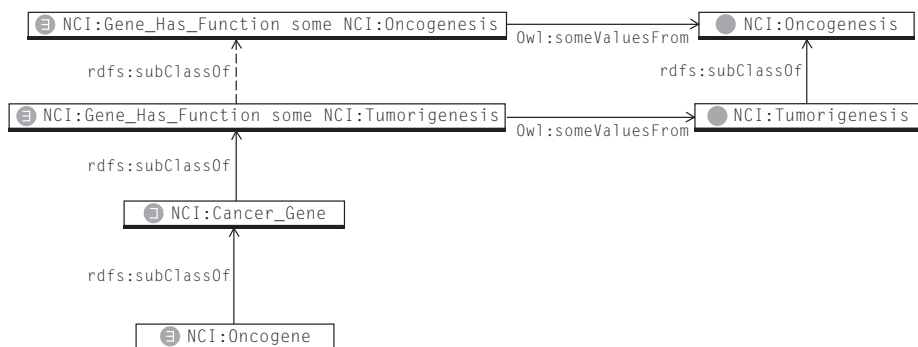 NCI:Gene_Has_Function some NCI:Oncogenesis
Owl:someValuesFrom
NCI:Oncogenesis
rdfs:subClassOf
rdfs:subClassOf
NCI:Gene_Has_Function some NCI:Tumorigenesis
Owl:someValuesFrom
NCI:Tumorigenesis
rdfs:subClassOf
NCI:Cancer_Gene
rdfs:subClassOf
NCI:Oncogene